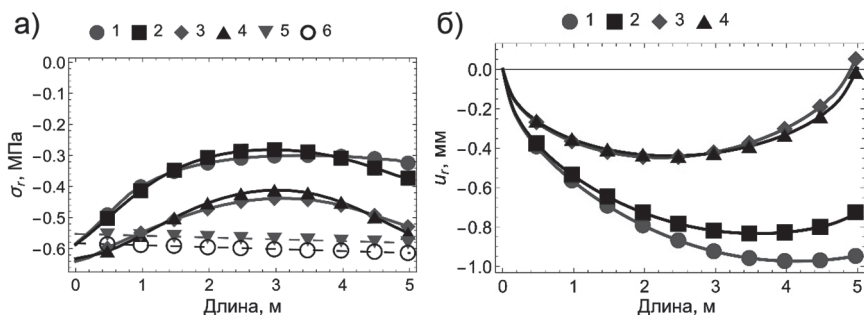 а)
1 2 3 4 5 6
0.0
−0.1
−0.2
−0.3
−0.4
−0.5
−0.6
σr, МПа
0 1 2 3 4 5
Длина, м
б)
1 2 3 4
0.0
−0.2
−0.4
−0.6
−0.8
−1.0
ur, мм
0 1 2 3 4 5
Длина, м